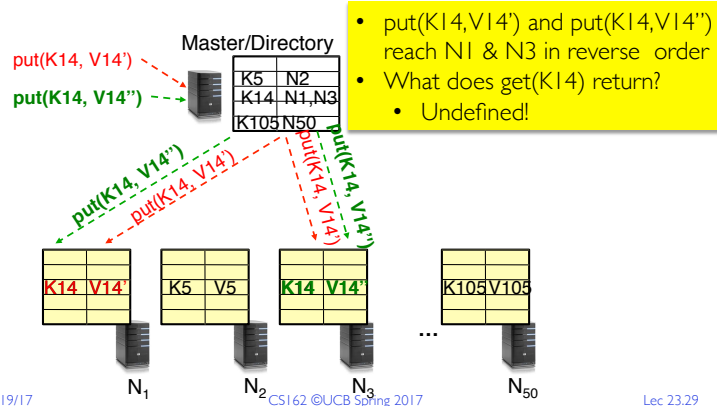 • put(K14,V14’) and put(K14,V14”)
reach N1 & N3 in reverse order
• What does get(K14) return?
• Undefined!
Master/Directory
put(K14, V14’)
put(K14, V14”)
K5 N2
K14 N1,N3
K105 N50
put(K14, V14”)
put(K14, V14’)
put(K14, V14’)
put(K14, V14”)
K14 V14’
K5 V5
K14 V14”
K105 V105
...
N1
N2
N3
N50
19/17
CS162 ©UCB Spring 2017
Lec 23.29